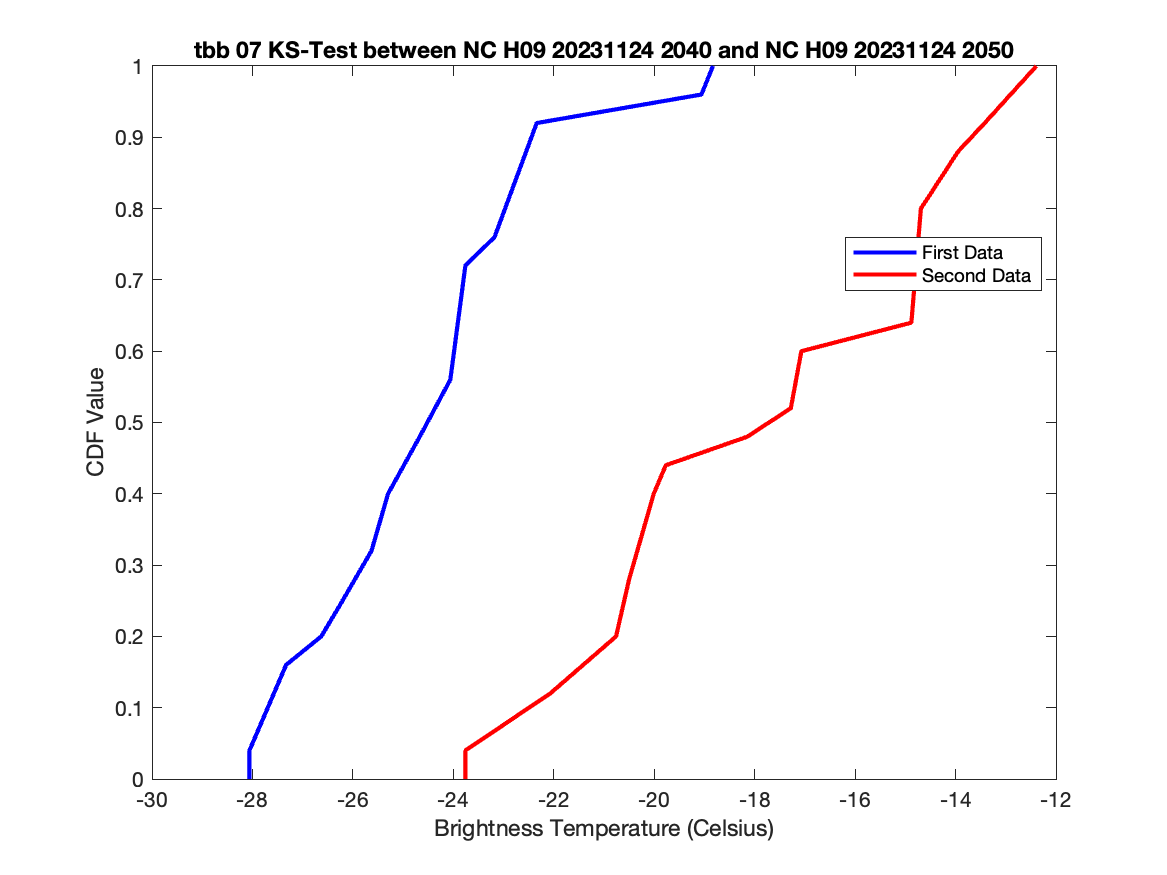 tbb 07 KS-Test between NC H09 20231124 2040 and NC H09 20231124 2050
1
0.9
0.8
0.7
0.6
0.5
0.4
0.3
0.2
0.1
0
CDF Value
First Data
Second Data
-30 -28 -26 -24 -22 -20 -18 -16 -14 -12
Brightness Temperature (Celsius)